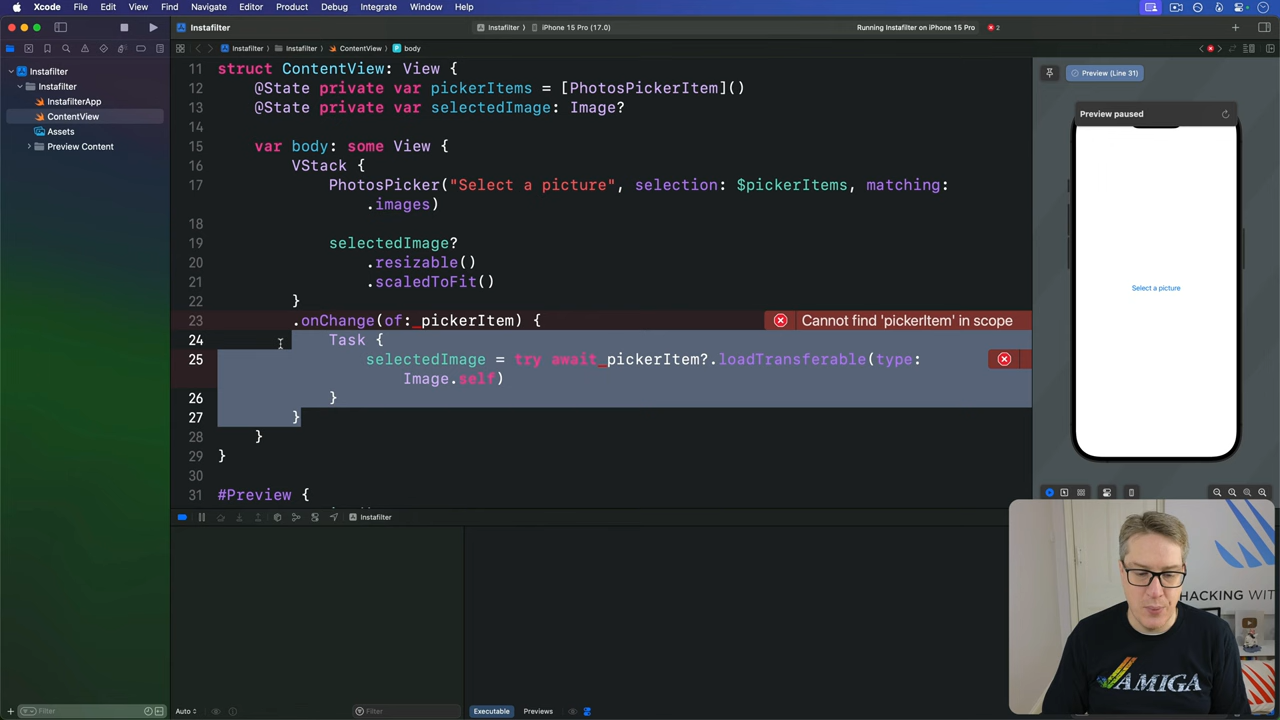 Xcode File Edit View Find Navigate Editor Product Debug Integrate Window Help
Instafilter
Instafilter iPhone 15 Pro (17.0)
Running Instafilter on iPhone 15 Pro
2
Instafilter Instafilter ContentView body
Instafilter
Instafilter
InstafilterApp
ContentView
Assets
Preview Content
11 struct ContentView: View {
12 @State private var pickerItems = [PhotosPickerItem]()
13 @State private var selectedImage: Image?
14
15 var body: some View {
16 VStack {
17 PhotosPicker("Select a picture", selection: $pickerItems, matching:
.images)
18
19 selectedImage?
20 .resizable()
21 .scaledToFit()
22 }
23 .onChange(of: pickerItem) {
Cannot find 'pickerItem' in scope
24 Task {
25 selectedImage = try await pickerItem?.loadTransferable(type:
Image.self)
26 }
27 }
28 }
29 }
30
31 #Preview {
Preview (Line 31)
Preview paused
Select a picture
Instafilter
HACKING WIT
AMIGA
Filter
Auto
Filter
Executable
Previews